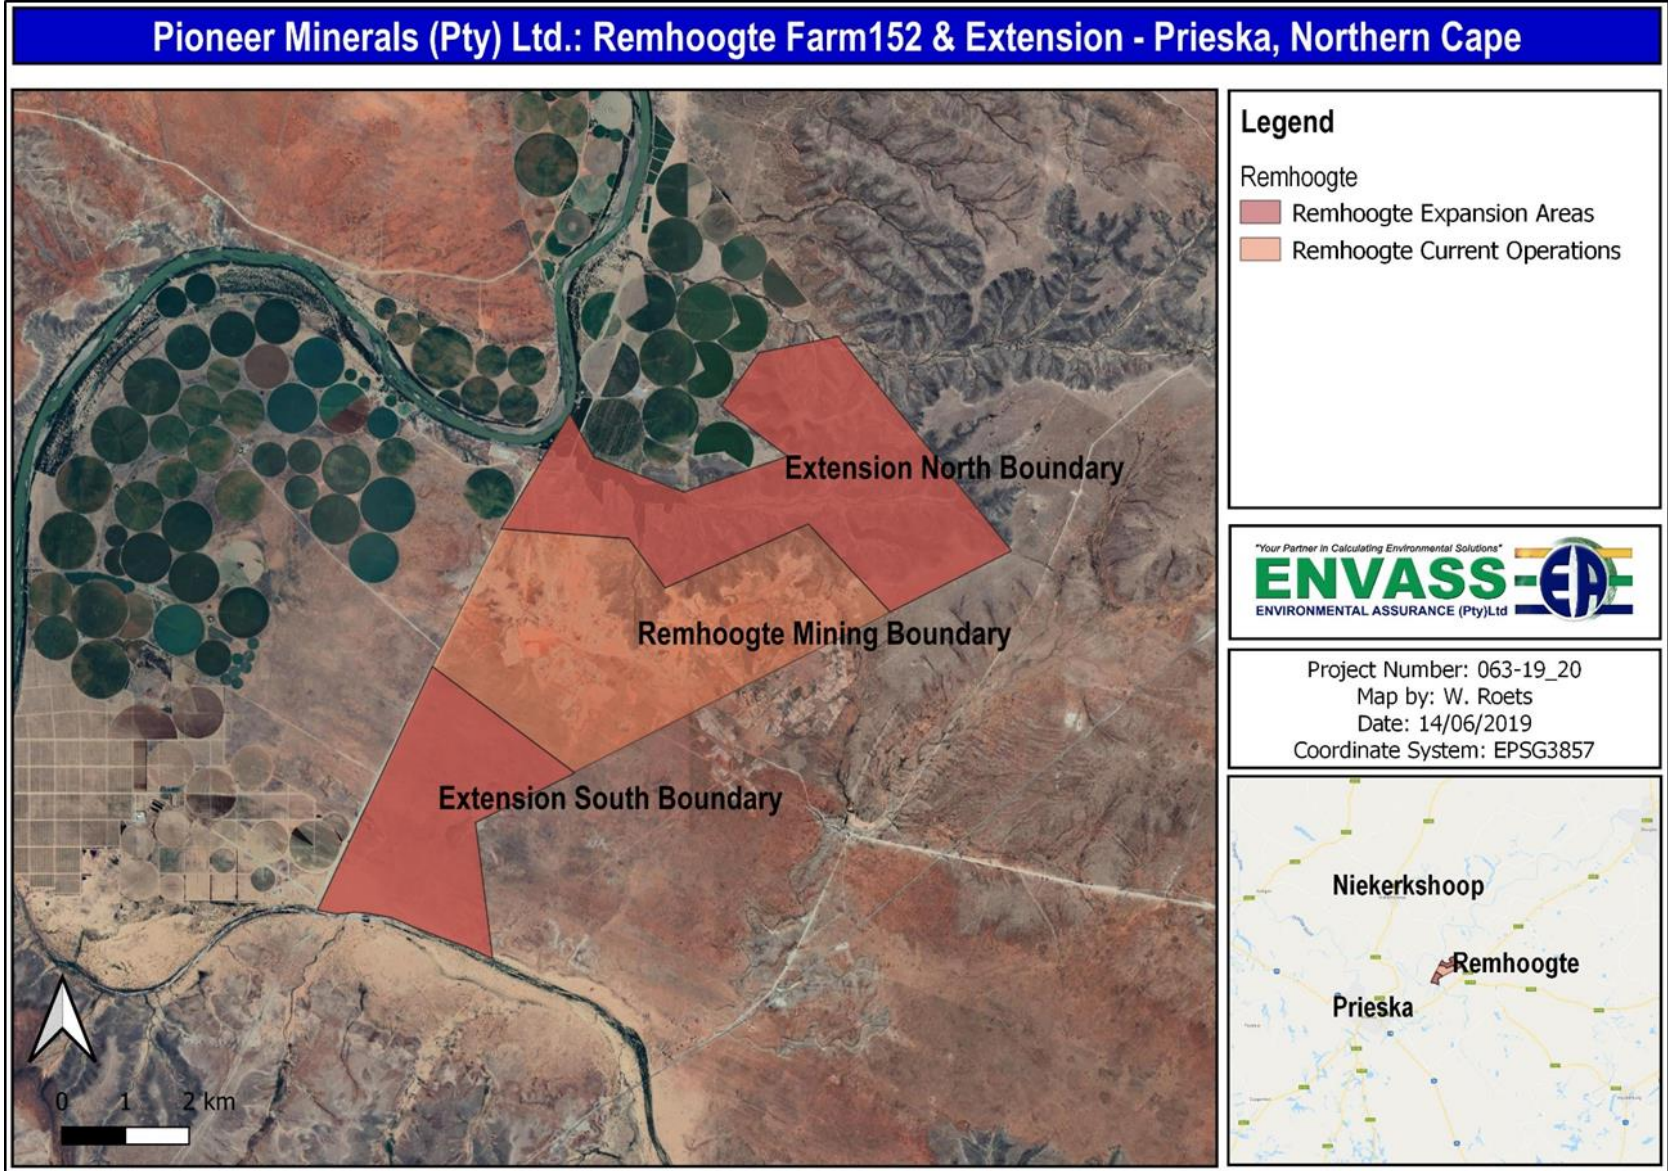 Pioneer Minerals (Pty) Ltd.: Remhoogte Farm152 & Extension - Prieska, Northern Cape
Extension North Boundary
Remhoogte Mining Boundary
Extension South Boundary
0 1 2 km
Legend
Remhoogte
Remhoogte Expansion Areas
Remhoogte Current Operations
"Your Partner in Calculating Environmental Solutions"
ENVASS
EA
ENVIRONMENTAL ASSURANCE (Pty)Ltd
Project Number: 063-19_20
Map by: W. Roets
Date: 14/06/2019
Coordinate System: EPSG3857
Niekerkshoop
Remhoogte
Prieska